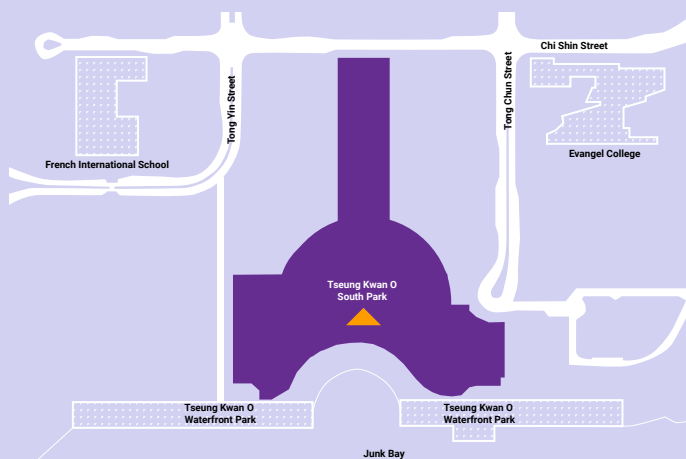 Chi Shin Street
Tong Yin Street
Tong Chun Street
French International School
Evangel College
Tseung Kwan O
South Park
Tseung Kwan O
Waterfront Park
Tseung Kwan O
Waterfront Park
Junk Bay